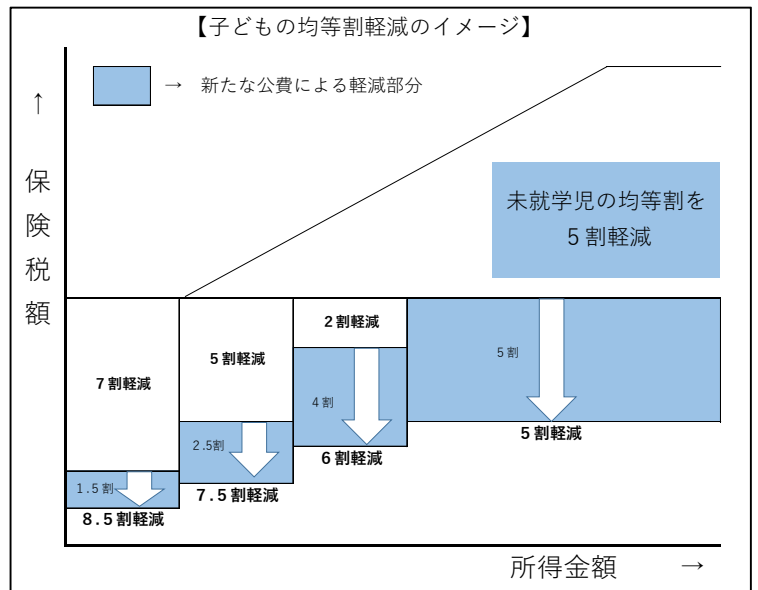 【子どもの均等割軽減のイメージ】
→ 新たな公費による軽減部分
↑
保険税額
未就学児の均等割を
5割軽減
7割軽減
5割軽減
2割軽減
5割
4割
2.5割
1.5割
5割軽減
6割軽減
7.5割軽減
8.5割軽減
所得金額 →